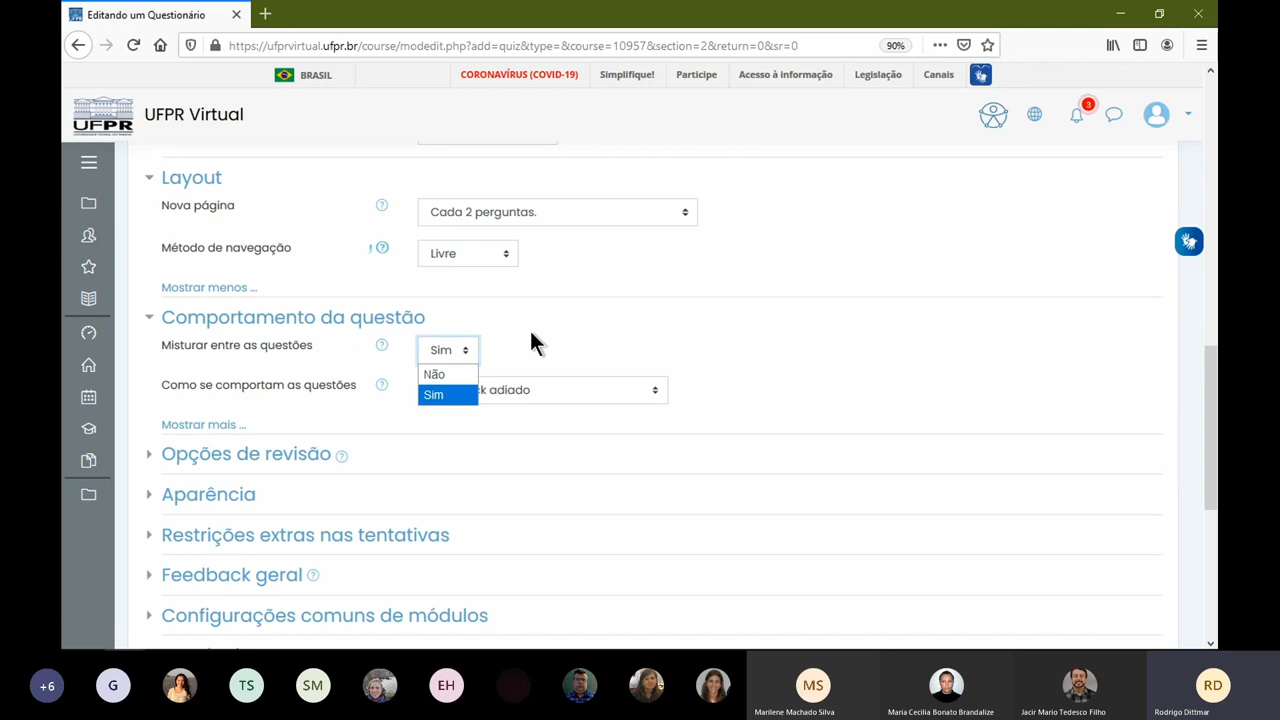 Editando um Questionário
https://ufprvirtual.ufpr.br/course/modedit.php?add=quiz&type=&course=10957&section=2&return=0&sr=0
90%
BRASIL
CORONAVÍRUS (COVID-19)
Simplifique!
Participe
Acesso à informação
Legislação
Canais
UFPR
UFPR Virtual
3
Layout
Nova página
Cada 2 perguntas.
Método de navegação
!
Livre
Mostrar menos ...
Comportamento da questão
Misturar entre as questões
Sim
Não
Sim
Como se comportam as questões
ck adiado
Mostrar mais ...
Opções de revisão
Aparência
Restrições extras nas tentativas
Feedback geral
Configurações comuns de módulos
+6
G
TS
SM
EH
MS
Marilene Machado Silva
Maria Cecilia Bonato Brandalize
Jacir Mario Tedesco Filho
RD
Rodrigo Dittmar